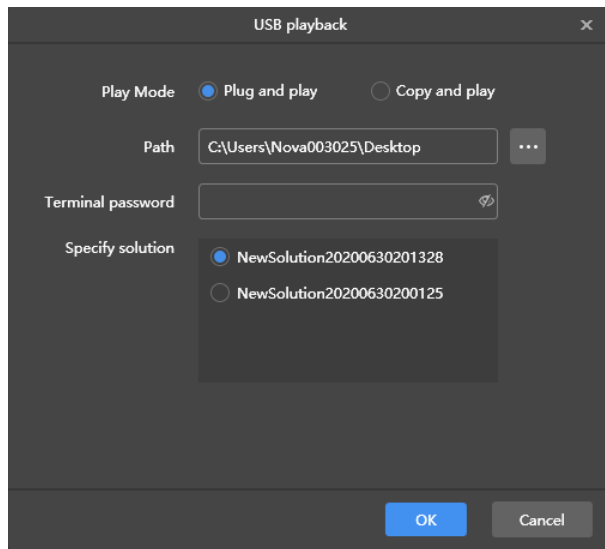 USB playback
Play Mode Plug and play Copy and play
Path C:\Users\Nova003025\Desktop ...
Terminal password
Specify solution NewSolution20200630201328
NewSolution20200630200125
OK Cancel